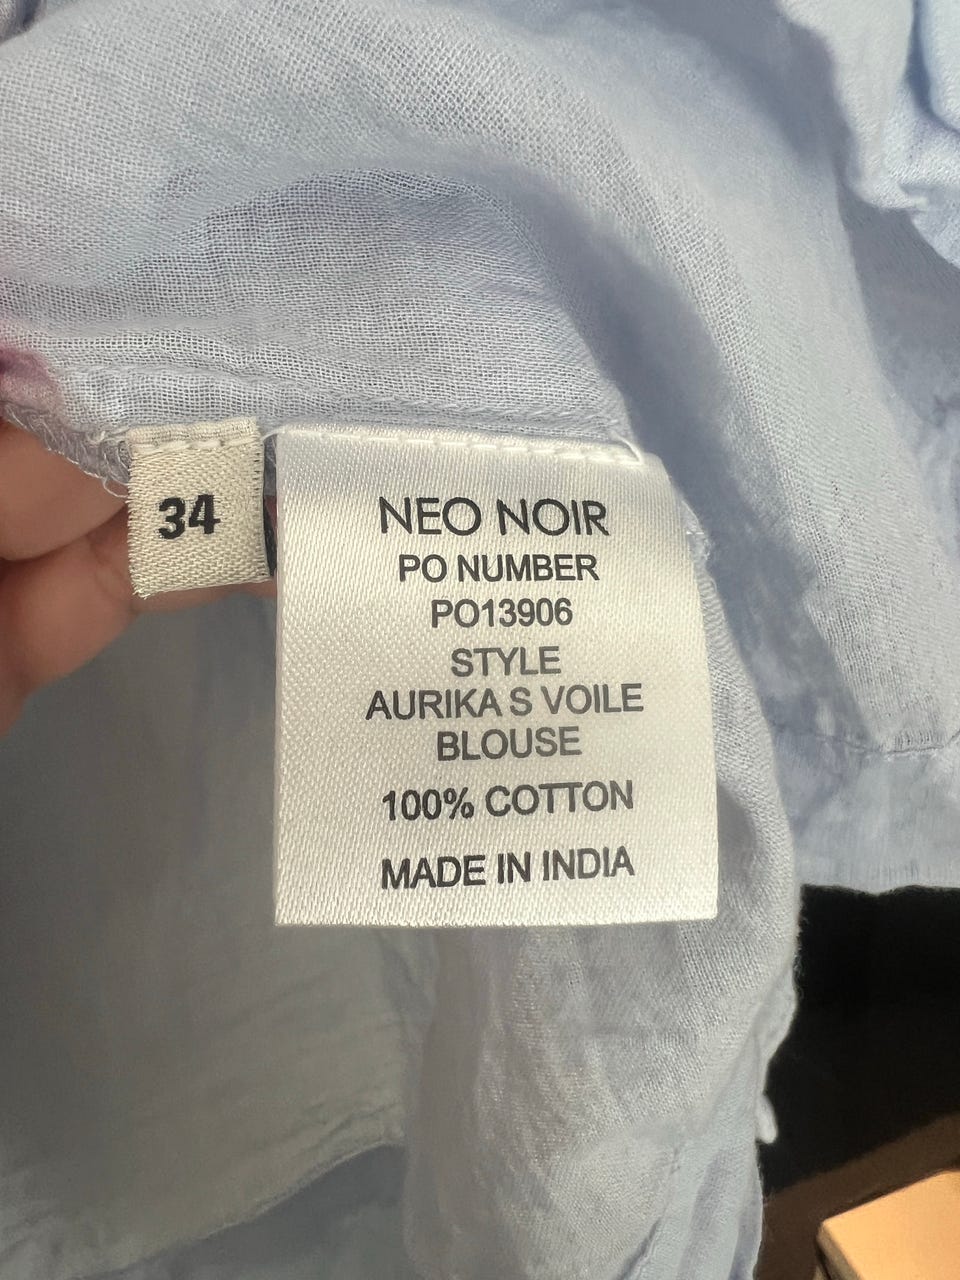 34
NEO NOIR
PO NUMBER
PO13906
STYLE
AURIKA S VOILE
BLOUSE
100% COTTON
MADE IN INDIA